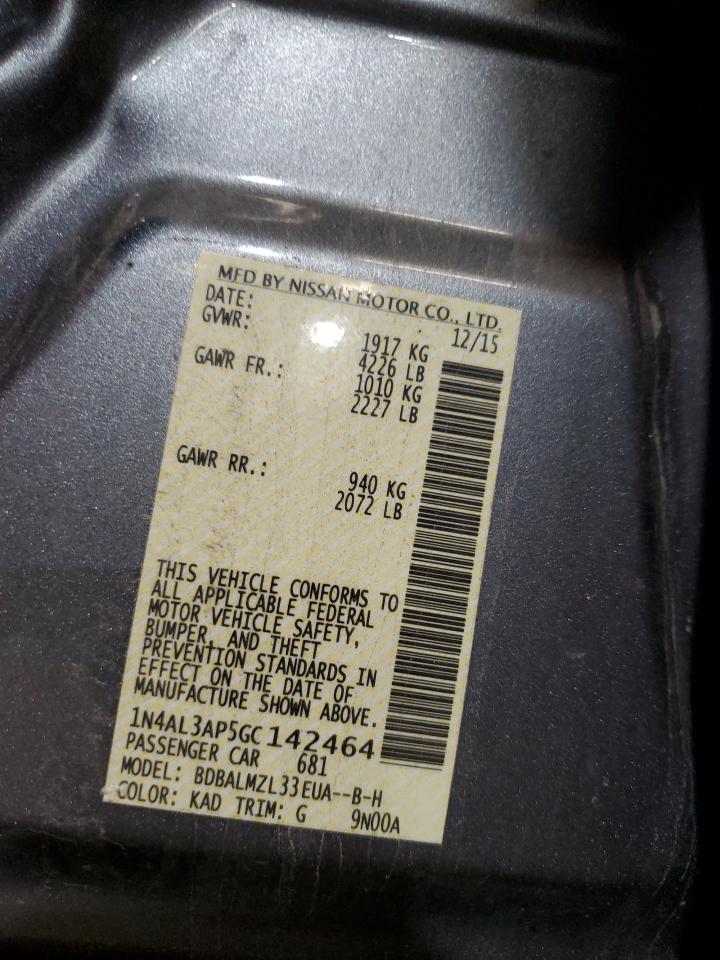 MFD BY NISSAN MOTOR CO., LTD.
DATE: 12/15
GVWR: 1917 KG
4226 LB
GAWR FR.: 1010 KG
2227 LB
GAWR RR.: 940 KG
2072 LB
THIS VEHICLE CONFORMS TO
ALL APPLICABLE FEDERAL
MOTOR VEHICLE SAFETY,
BUMPER, AND THEFT
PREVENTION STANDARDS IN
EFFECT ON THE DATE OF
MANUFACTURE SHOWN ABOVE.
1N4AL3AP5GC142464
PASSENGER CAR 681
MODEL: BDBALMZL33EUA--B-H
COLOR: KAD TRIM: G 9N00A